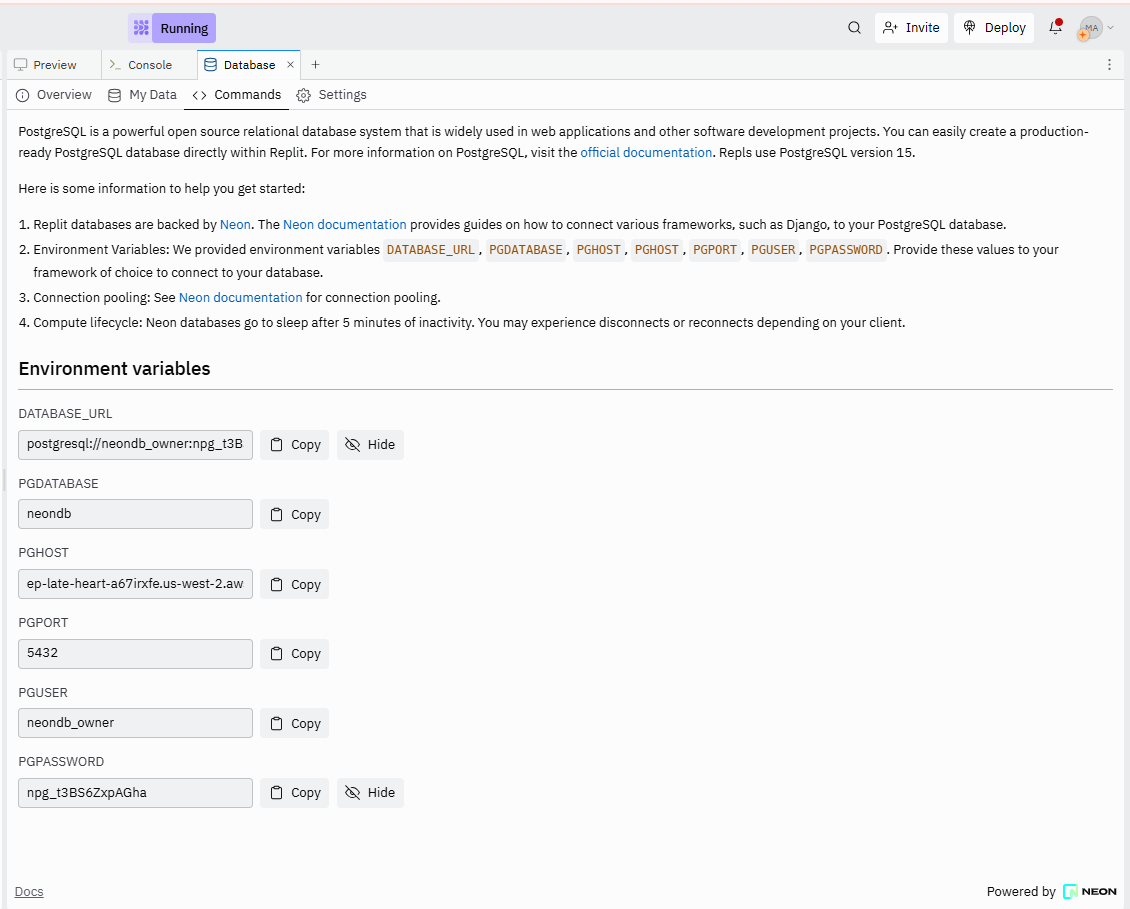 Running
Invite
Deploy
MA
Preview
Console
Database
Overview
My Data
Commands
Settings
PostgreSQL is a powerful open source relational database system that is widely used in web applications and other software development projects. You can easily create a production-
ready PostgreSQL database directly within Replit. For more information on PostgreSQL, visit the official documentation. Repls use PostgreSQL version 15.
Here is some information to help you get started:
1. Replit databases are backed by Neon. The Neon documentation provides guides on how to connect various frameworks, such as Django, to your PostgreSQL database.
2. Environment Variables: We provided environment variables DATABASE_URL, PGDATABASE, PGHOST, PGHOST, PGPORT, PGUSER, PGPASSWORD. Provide these values to your
framework of choice to connect to your database.
3. Connection pooling: See Neon documentation for connection pooling.
4. Compute lifecycle: Neon databases go to sleep after 5 minutes of inactivity. You may experience disconnects or reconnects depending on your client.
Environment variables
DATABASE_URL
postgresql://neondb_owner:npg_t3B Copy Hide
PGDATABASE
neondb Copy
PGHOST
ep-late-heart-a67irxfe.us-west-2.aw Copy
PGPORT
5432 Copy
PGUSER
neondb_owner Copy
PGPASSWORD
npg_t3BS6ZxpAGha Copy Hide
Docs
Powered by NEON